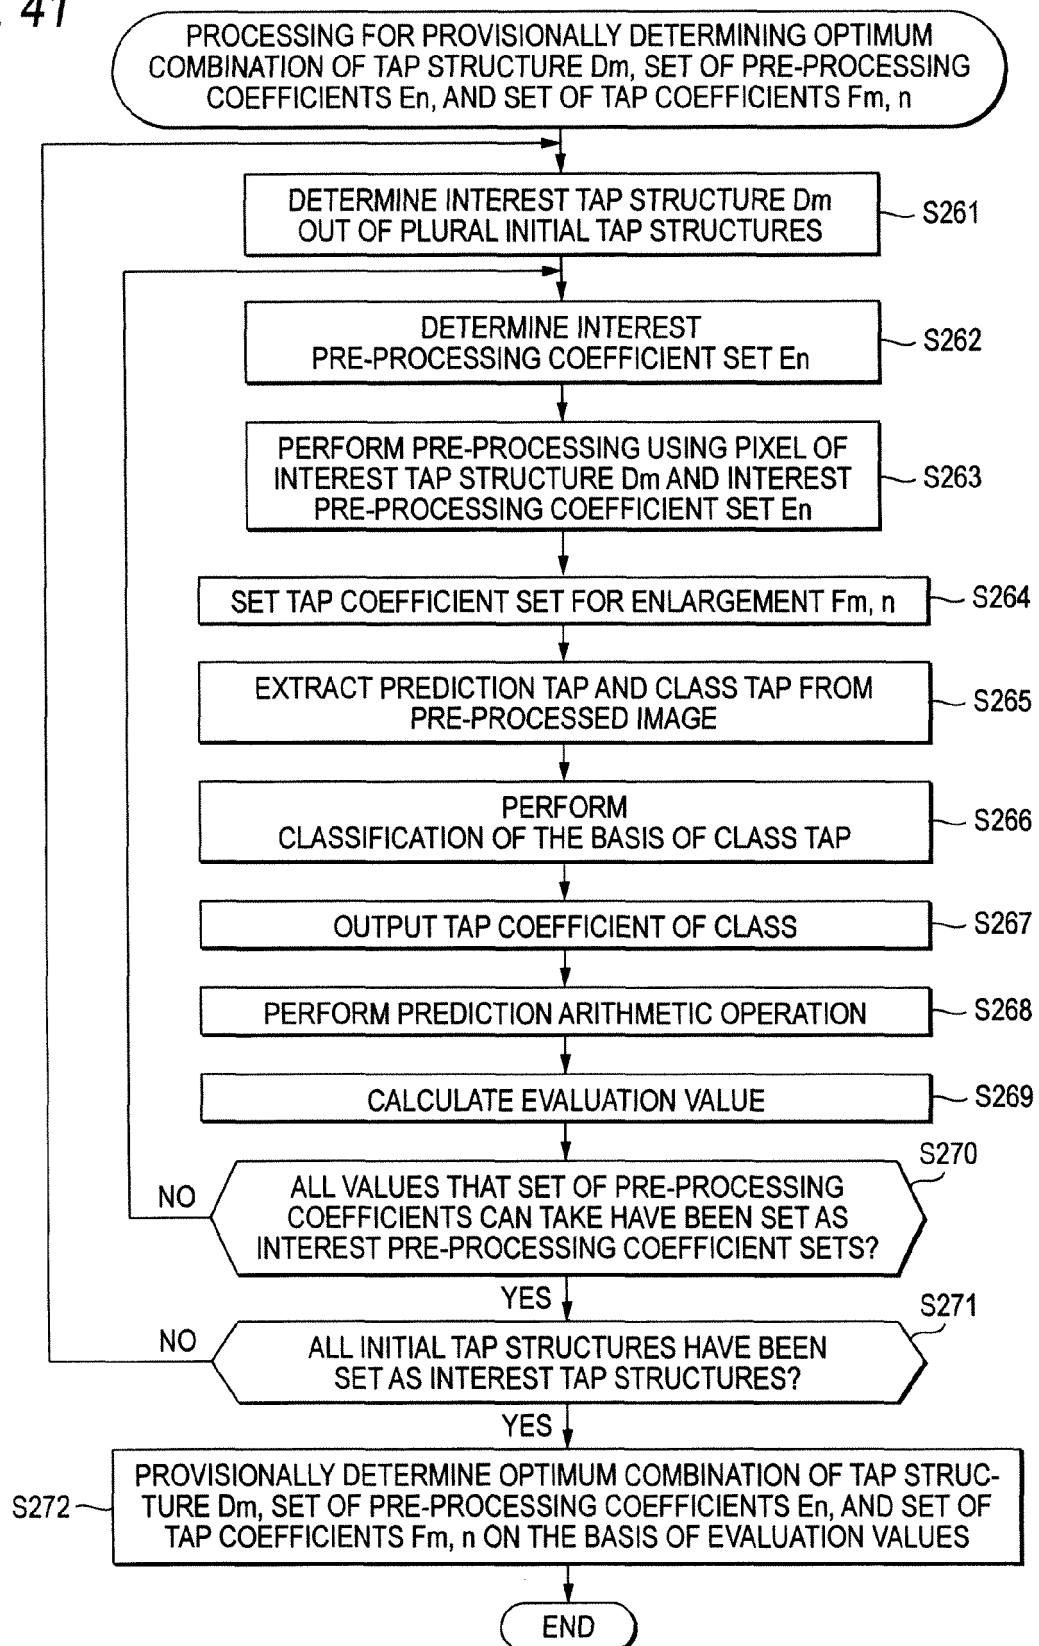 41
PROCESSING FOR PROVISIONALLY DETERMINING OPTIMUM
COMBINATION OF TAP STRUCTURE Dm, SET OF PRE-PROCESSING
COEFFICIENTS En, AND SET OF TAP COEFFICIENTS Fm, n
DETERMINE INTEREST TAP STRUCTURE Dm
OUT OF PLURAL INITIAL TAP STRUCTURES
S261
DETERMINE INTEREST
PRE-PROCESSING COEFFICIENT SET En
S262
PERFORM PRE-PROCESSING USING PIXEL OF
INTEREST TAP STRUCTURE Dm AND INTEREST
PRE-PROCESSING COEFFICIENT SET En
S263
SET TAP COEFFICIENT SET FOR ENLARGEMENT Fm, n
S264
EXTRACT PREDICTION TAP AND CLASS TAP FROM
PRE-PROCESSED IMAGE
S265
PERFORM
CLASSIFICATION OF THE BASIS OF CLASS TAP
S266
OUTPUT TAP COEFFICIENT OF CLASS
S267
PERFORM PREDICTION ARITHMETIC OPERATION
S268
CALCULATE EVALUATION VALUE
S269
S270
ALL VALUES THAT SET OF PRE-PROCESSING
COEFFICIENTS CAN TAKE HAVE BEEN SET AS
INTEREST PRE-PROCESSING COEFFICIENT SETS?
NO
YES
S271
ALL INITIAL TAP STRUCTURES HAVE BEEN
SET AS INTEREST TAP STRUCTURES?
NO
YES
PROVISIONALLY DETERMINE OPTIMUM COMBINATION OF TAP STRUC-
TURE Dm, SET OF PRE-PROCESSING COEFFICIENTS En, AND SET OF
TAP COEFFICIENTS Fm, n ON THE BASIS OF EVALUATION VALUES
S272
END